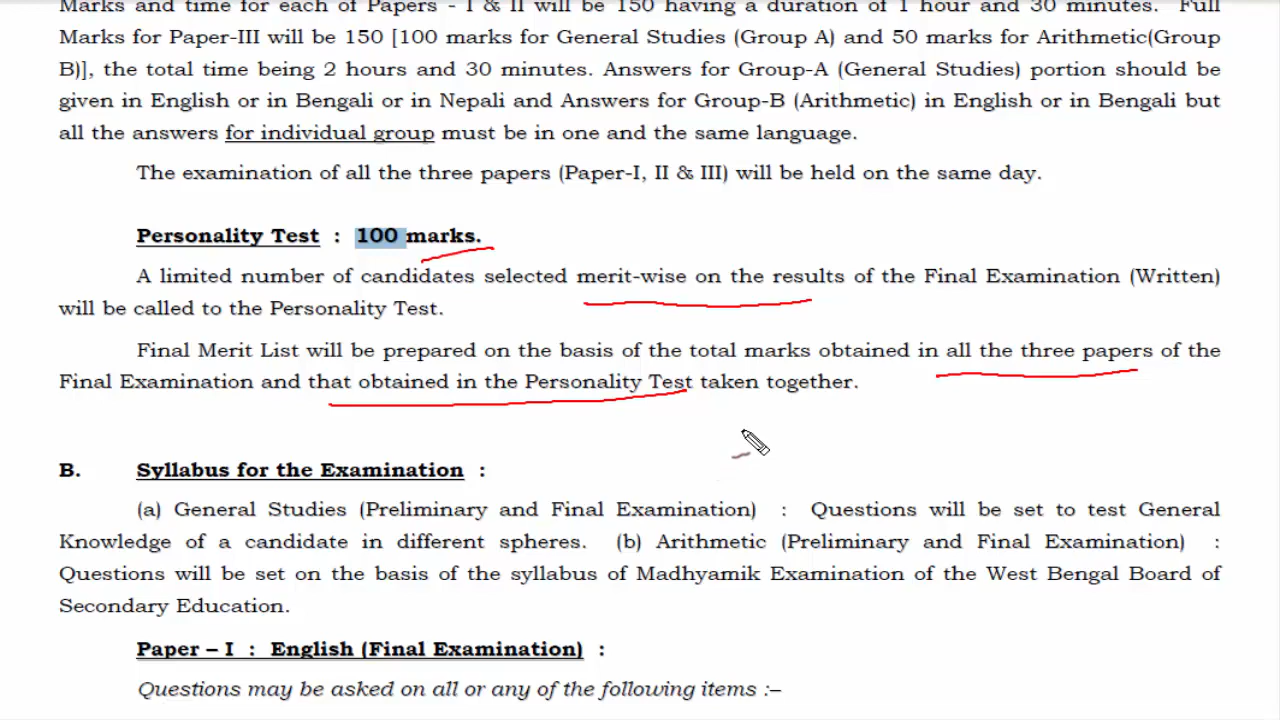 Marks and time for each of Papers - I & II will be 150 having a duration of 1 hour and 30 minutes. Full
Marks for Paper-III will be 150 [100 marks for General Studies (Group A) and 50 marks for Arithmetic(Group
B)], the total time being 2 hours and 30 minutes. Answers for Group-A (General Studies) portion should be
given in English or in Bengali or in Nepali and Answers for Group-B (Arithmetic) in English or in Bengali but
all the answers for individual group must be in one and the same language.
The examination of all the three papers (Paper-I, II & III) will be held on the same day.
Personality Test : 100 marks.
A limited number of candidates selected merit-wise on the results of the Final Examination (Written)
will be called to the Personality Test.
Final Merit List will be prepared on the basis of the total marks obtained in all the three papers of the
Final Examination and that obtained in the Personality Test taken together.
B. Syllabus for the Examination :
(a) General Studies (Preliminary and Final Examination) : Questions will be set to test General
Knowledge of a candidate in different spheres. (b) Arithmetic (Preliminary and Final Examination) :
Questions will be set on the basis of the syllabus of Madhyamik Examination of the West Bengal Board of
Secondary Education.
Paper – I : English (Final Examination) :
Questions may be asked on all or any of the following items :–